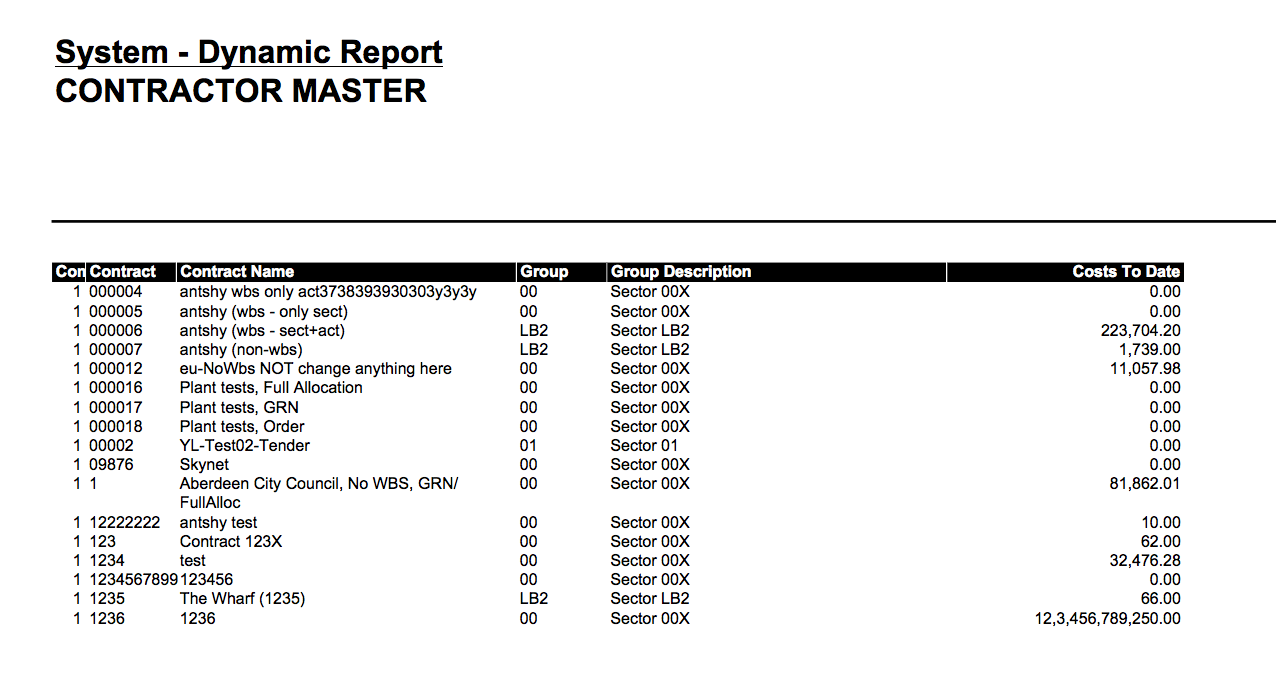 System - Dynamic Report
CONTRACTOR MASTER
Con Contract Contract Name Group Group Description Costs To Date
1 000004 antshy wbs only act3738393930303y3y3y 00 Sector 00X 0.00
1 000005 antshy (wbs - only sect) 00 Sector 00X 0.00
1 000006 antshy (wbs - sect+act) LB2 Sector LB2 223,704.20
1 000007 antshy (non-wbs) LB2 Sector LB2 1,739.00
1 000012 eu-NoWbs NOT change anything here 00 Sector 00X 11,057.98
1 000016 Plant tests, Full Allocation 00 Sector 00X 0.00
1 000017 Plant tests, GRN 00 Sector 00X 0.00
1 000018 Plant tests, Order 00 Sector 00X 0.00
1 00002 YL-Test02-Tender 01 Sector 01 0.00
1 09876 Skynet 00 Sector 00X 0.00
1 1 Aberdeen City Council, No WBS, GRN/ 00 Sector 00X 81,862.01
FullAlloc
1 12222222 antshy test 00 Sector 00X 10.00
1 123 Contract 123X 00 Sector 00X 62.00
1 1234 test 00 Sector 00X 32,476.28
1 1234567899 123456 00 Sector 00X 0.00
1 1235 The Wharf (1235) LB2 Sector LB2 66.00
1 1236 1236 00 Sector 00X 12,3,456,789,250.00